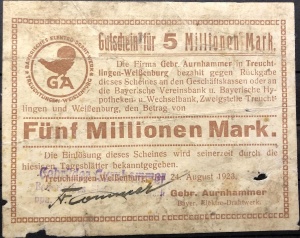 Gutschein für 5 Millionen Mark.
GA
Die Firma Gebr. Aurnhammer in Treucht-
lingen-Weißenburg bezahlt gegen Rückgabe
dieses Scheines an den Geschäftskassen oder an
die Bayerische Vereinsbank u. Bayerische Hy-
potheken- u. Wechselbank, Zweigstelle Treucht-
lingen und Weißenburg, den Betrag von
Fünf Millionen Mark.
Die Einlösung dieses Scheines wird seinerzeit durch die
hiesigen Tagesblätter bekanntgegeben.
Treuchtlingen-Weißenburg, 24. August 1923.
Gebr. Aurnhammer